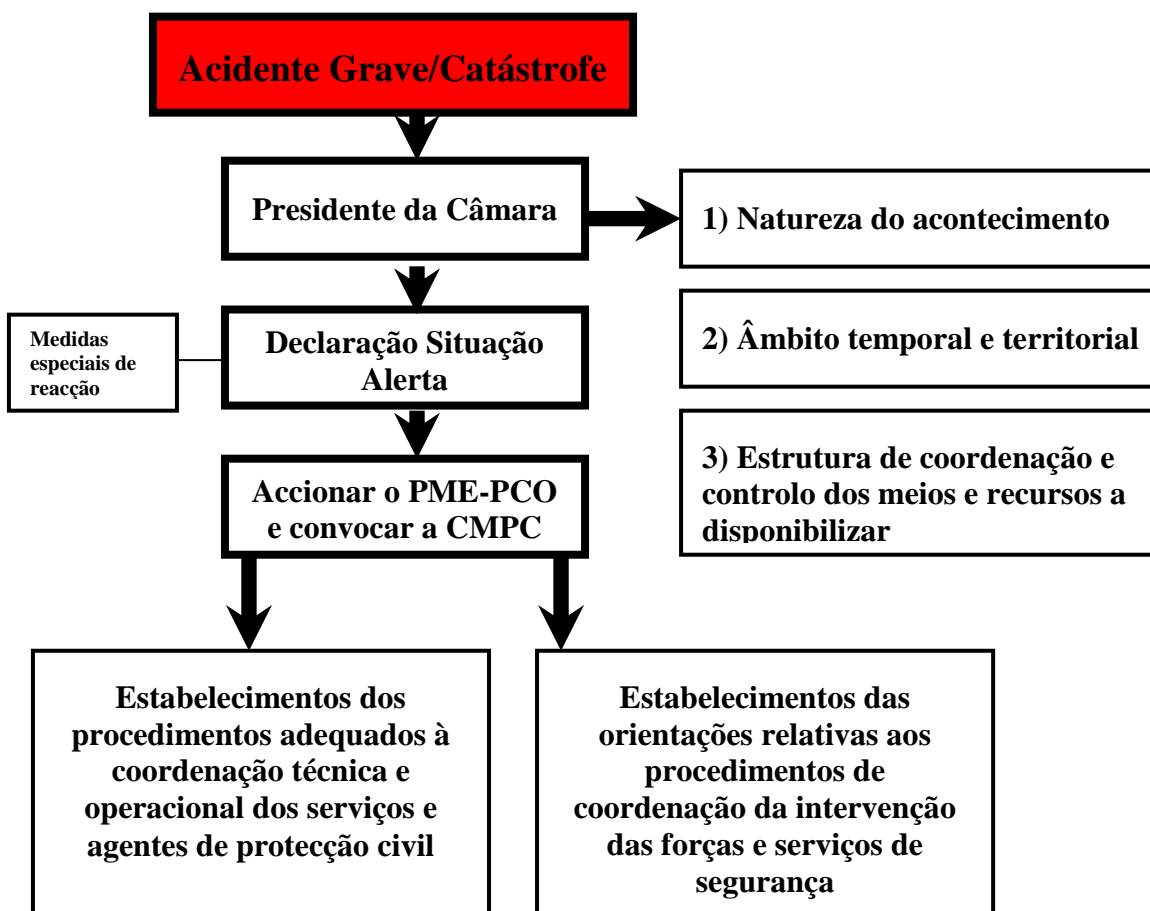 Acidente Grave/Catástrofe
Presidente da Câmara
1) Natureza do acontecimento
Medidas
especiais de
reacção
Declaração Situação
Alerta
2) Âmbito temporal e territorial
Accionar o PME-PCO
e convocar a CMPC
3) Estrutura de coordenação e
controlo dos meios e recursos a
disponibilizar
Estabelecimentos dos
procedimentos adequados à
coordenação técnica e
operacional dos serviços e
agentes de protecção civil
Estabelecimentos das
orientações relativas aos
procedimentos de
coordenação da intervenção
das forças e serviços de
segurança